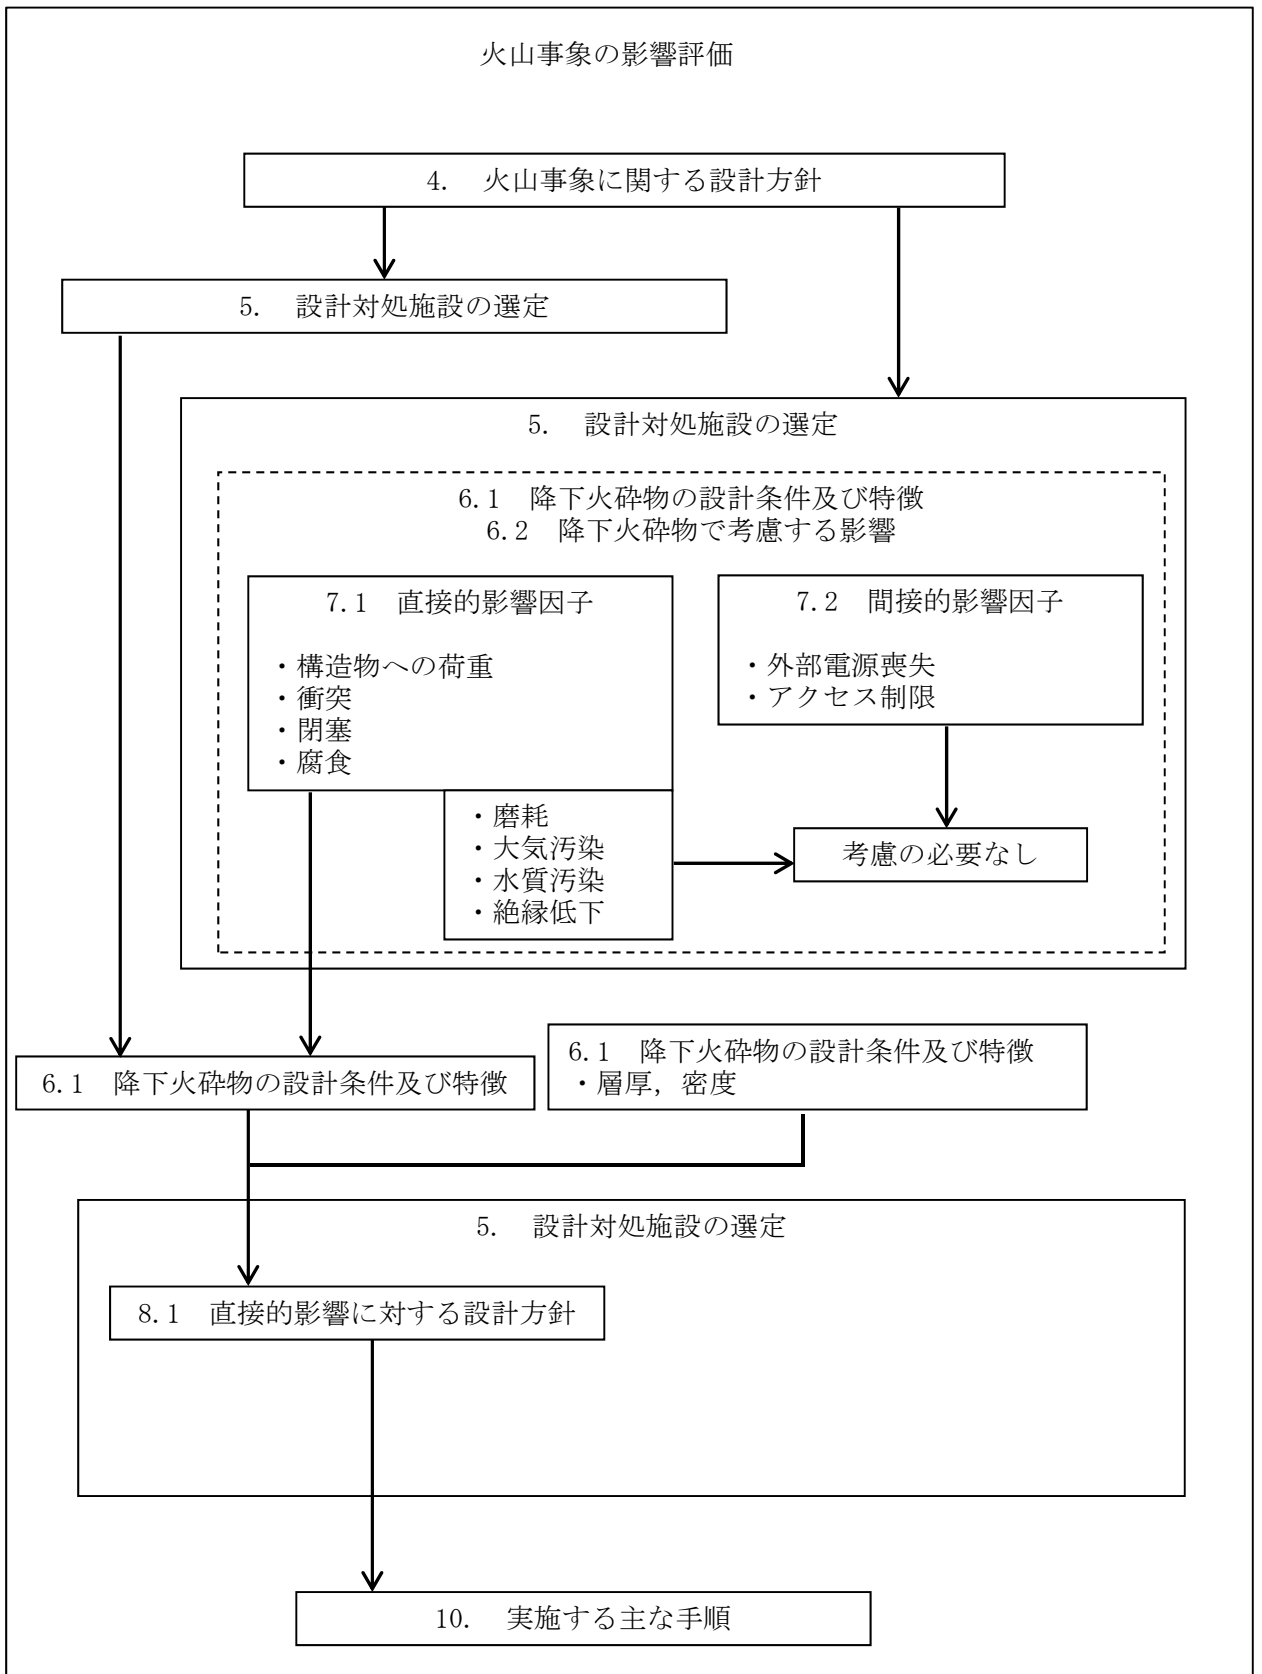 火山事象の影響評価
4.　火山事象に関する設計方針
5.　設計対処施設の選定
5.　設計対処施設の選定
6.1　降下火砕物の設計条件及び特徴
6.2　降下火砕物で考慮する影響
7.1　直接的影響因子
・構造物への荷重
・衝突
・閉塞
・腐食
・磨耗
・大気汚染
・水質汚染
・絶縁低下
7.2　間接的影響因子
・外部電源喪失
・アクセス制限
考慮の必要なし
6.1　降下火砕物の設計条件及び特徴
6.1　降下火砕物の設計条件及び特徴
・層厚，密度
5.　設計対処施設の選定
8.1　直接的影響に対する設計方針
10.　実施する主な手順